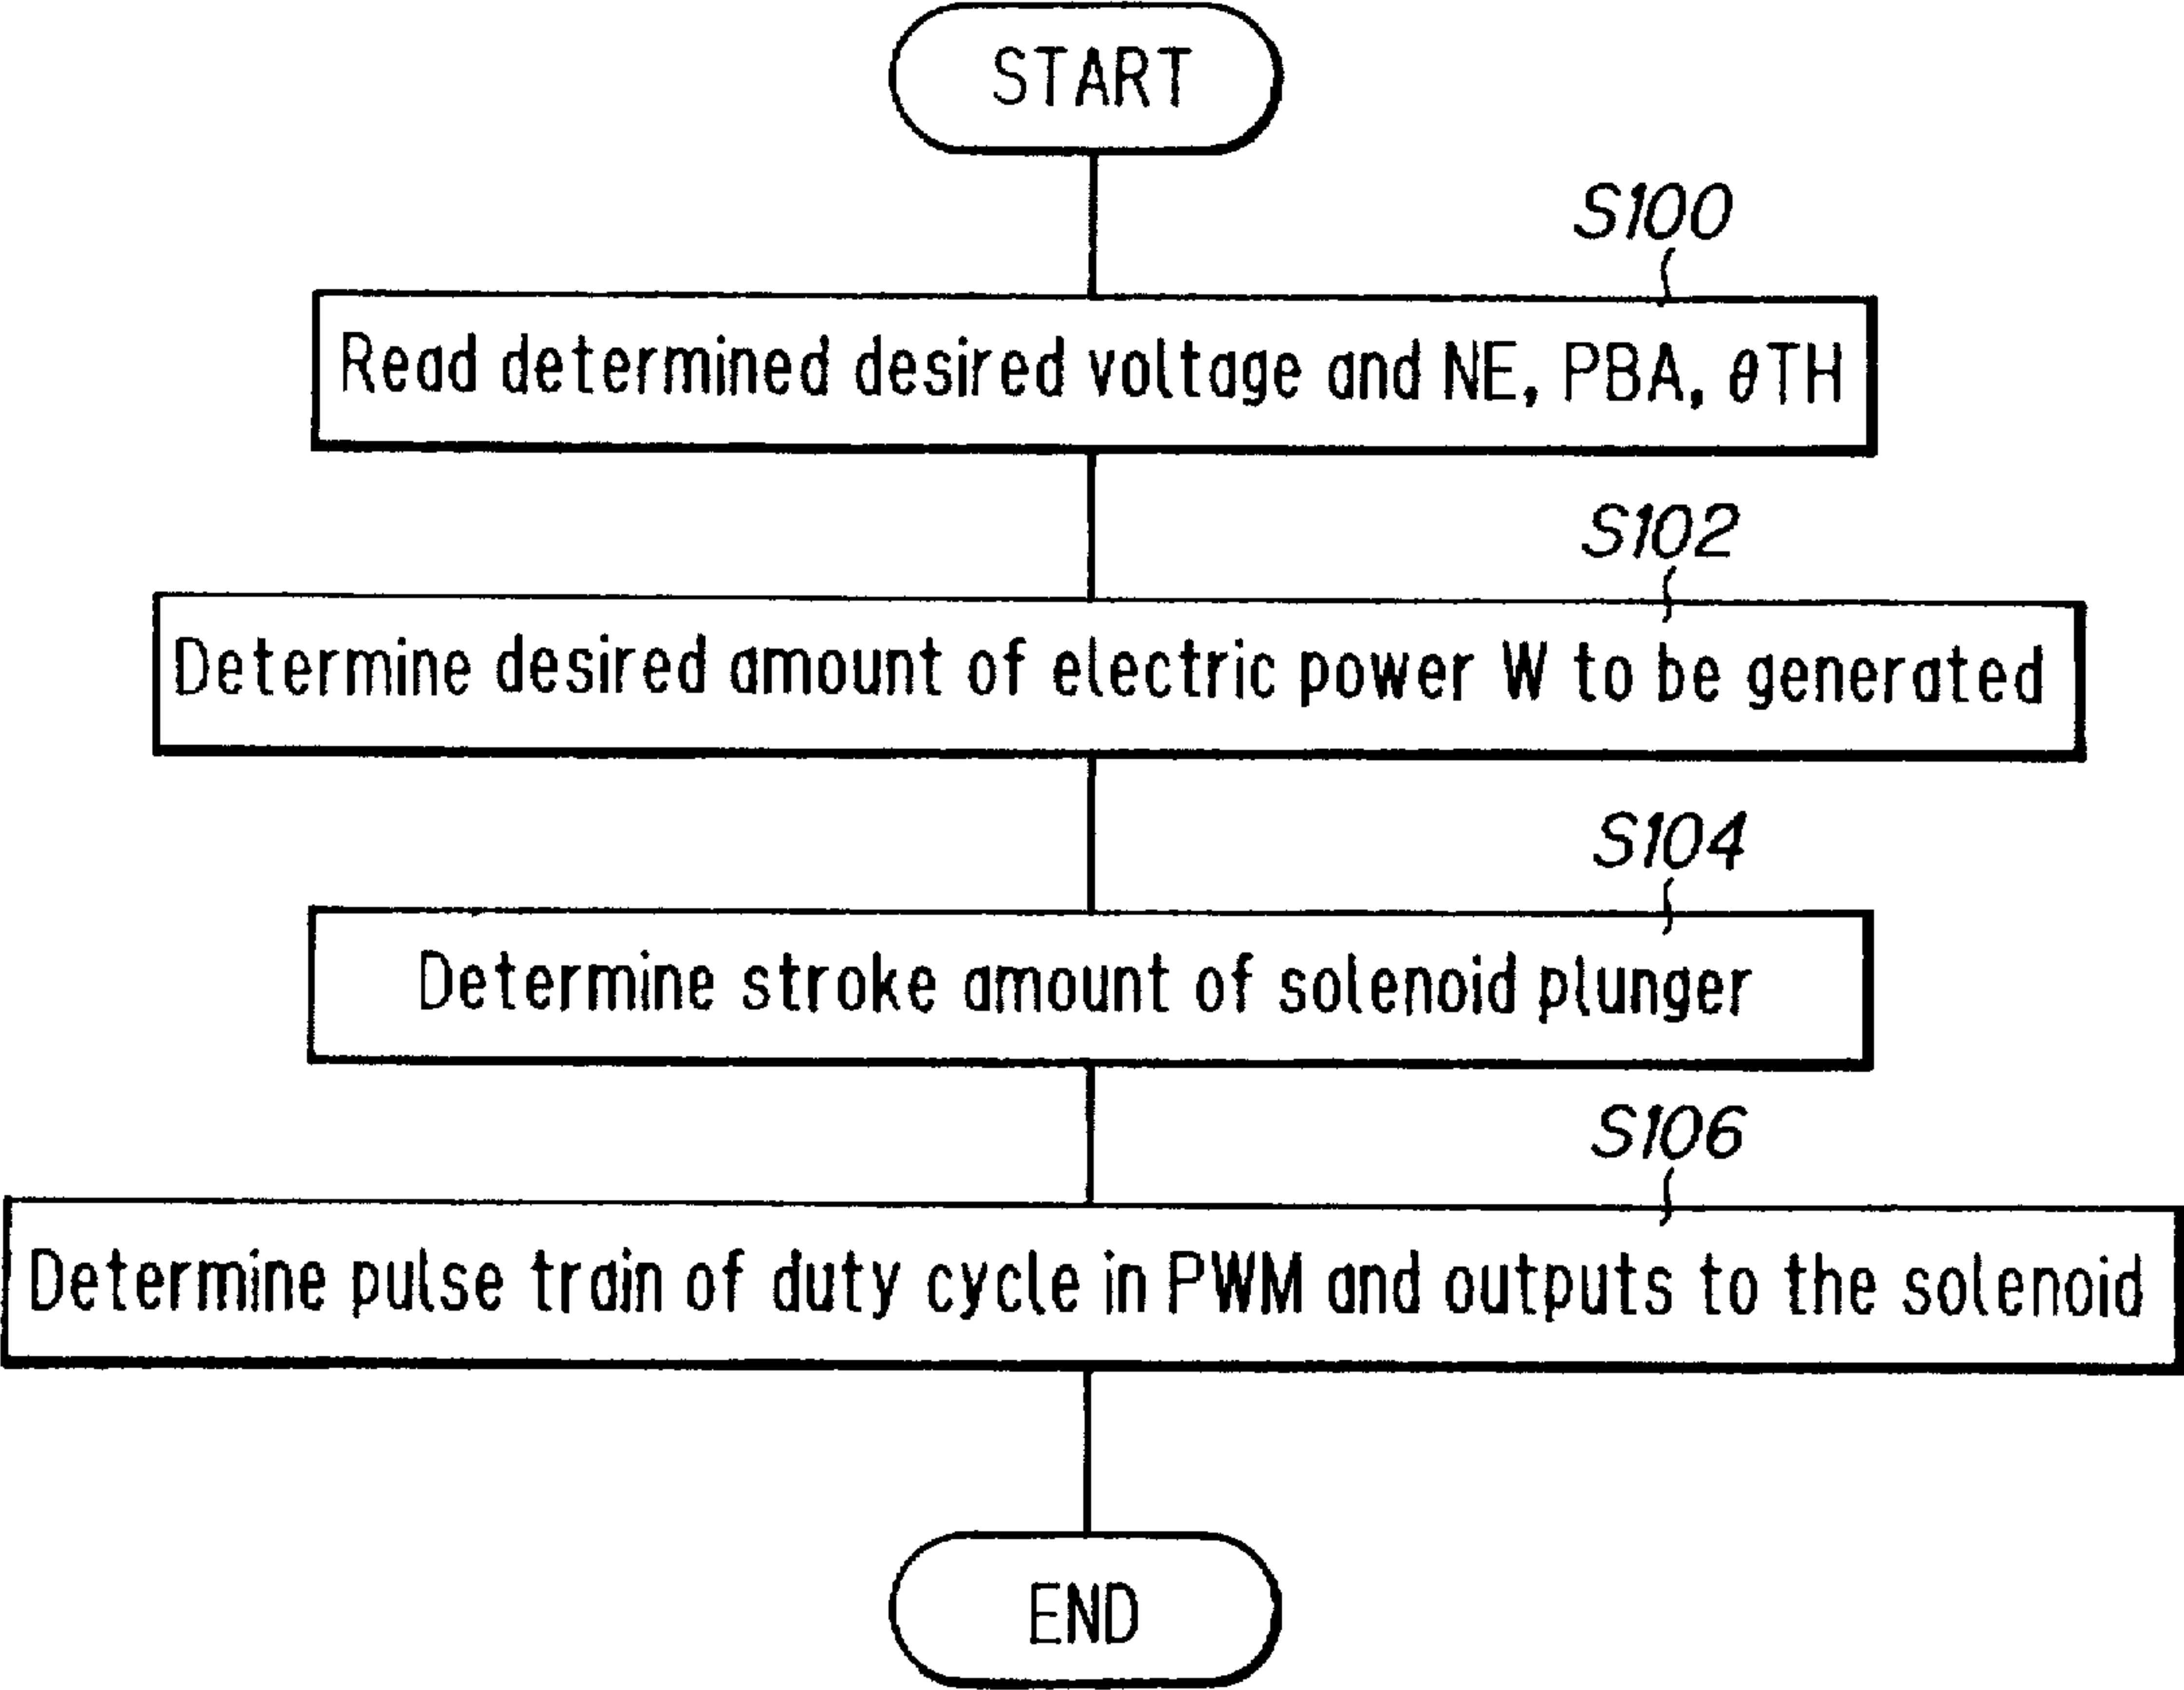 START
S100
Read determined desired voltage and NE, PBA, θTH
S102
Determine desired amount of electric power W to be generated
S104
Determine stroke amount of solenoid plunger
S106
Determine pulse train of duty cycle in PWM and outputs to the solenoid
END